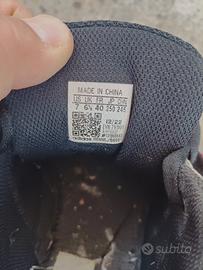 MADE IN CHINA
US UK FR JP CHN
7 6½ 40 250 245
12/22
subito